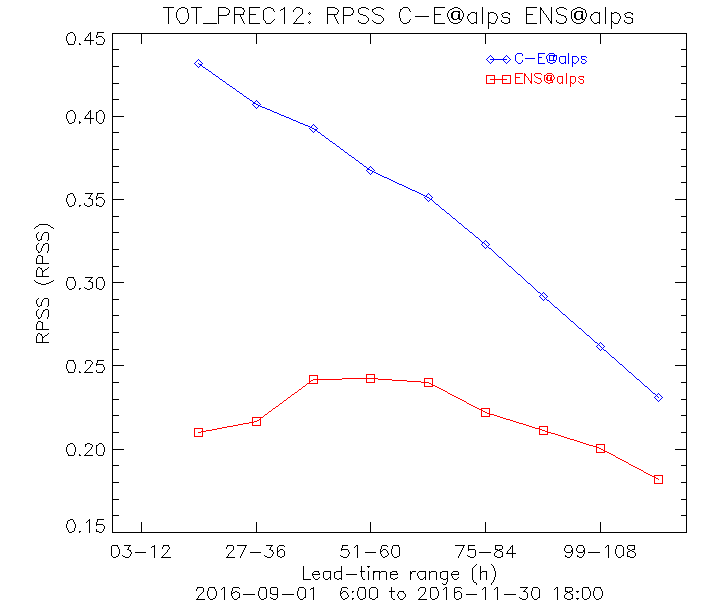 TOT_PREC12: RPSS C-E@alps ENS@alps
C-E@alps
ENS@alps
0.45
0.40
0.35
0.30
0.25
0.20
0.15
RPSS (RPSS)
03-12 27-36 51-60 75-84 99-108
Lead-time range (h)
2016-09-01 6:00 to 2016-11-30 18:00